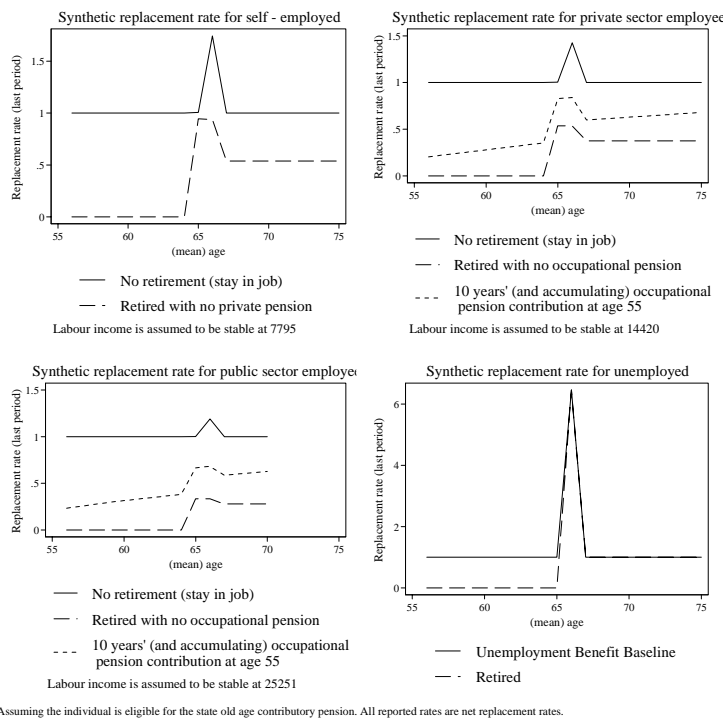 Synthetic replacement rate for self - employed
Replacement rate (last period)
1.5
1
.5
0
55 60 65 70 75
(mean) age
No retirement (stay in job)
Retired with no private pension
Labour income is assumed to be stable at 7795
Synthetic replacement rate for private sector employee
Replacement rate (last period)
1.5
1
.5
0
55 60 65 70 75
(mean) age
No retirement (stay in job)
Retired with no occupational pension
10 years' (and accumulating) occupational
pension contribution at age 55
Labour income is assumed to be stable at 14420
Synthetic replacement rate for public sector employee
Replacement rate (last period)
1.5
1
.5
0
55 60 65 70 75
(mean) age
No retirement (stay in job)
Retired with no occupational pension
10 years' (and accumulating) occupational
pension contribution at age 55
Labour income is assumed to be stable at 25251
Synthetic replacement rate for unemployed
Replacement rate (last period)
6
4
2
0
55 60 65 70 75
(mean) age
Unemployment Benefit Baseline
Retired
Assuming the individual is eligible for the state old age contributory pension. All reported rates are net replacement rates.